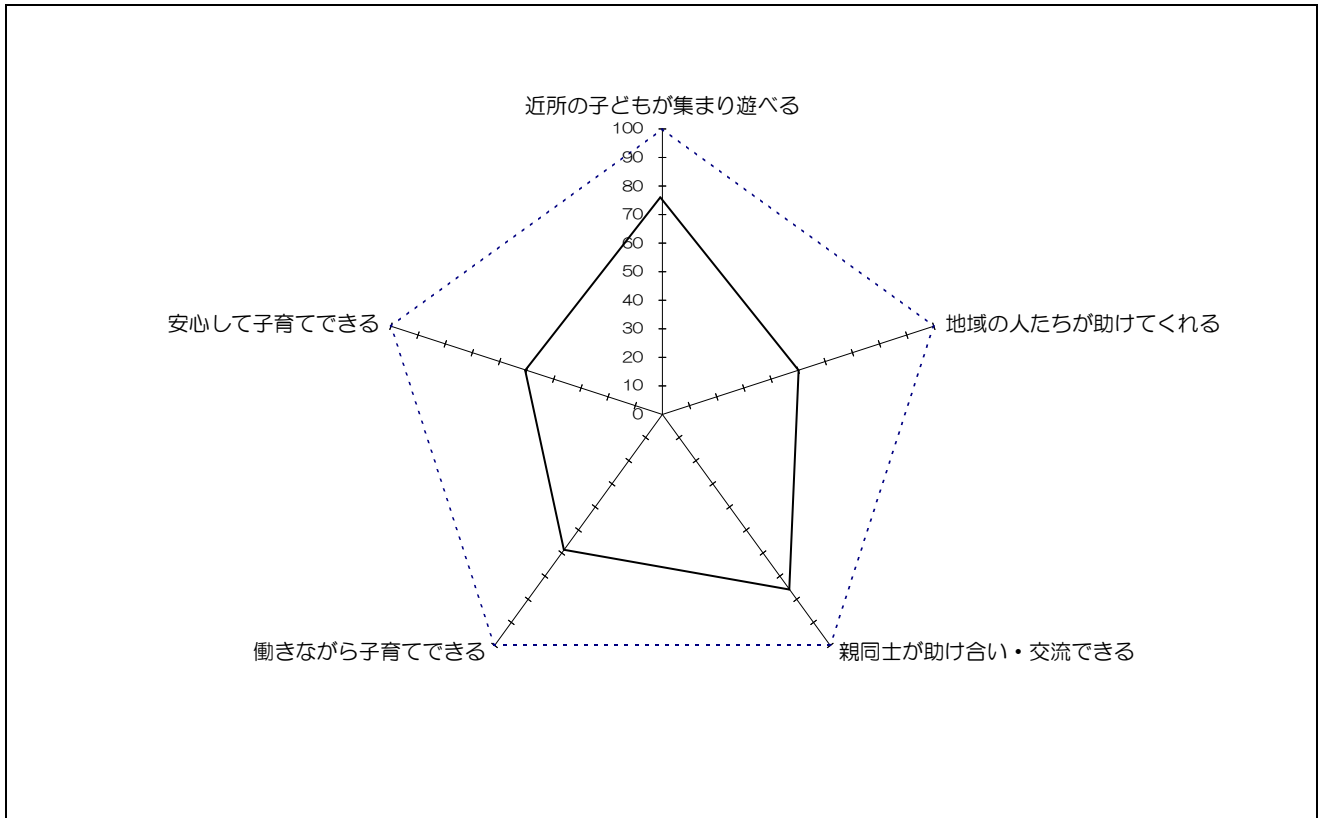 近所の子どもが集まり遊べる
100
90
80
70
60
50
40
30
20
10
0
安心して子育てできる
地域の人たちが助けてくれる
働きながら子育てできる
親同士が助け合い・交流できる